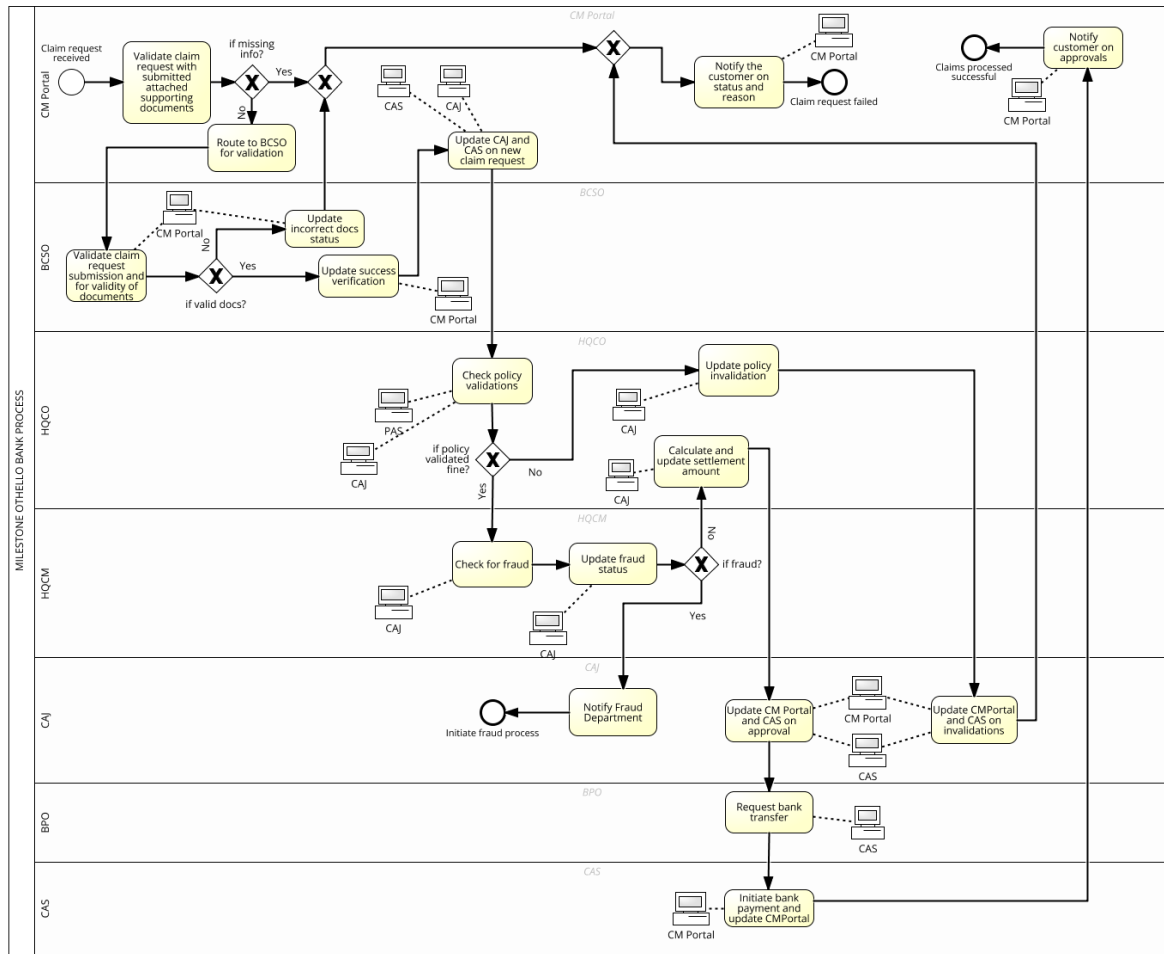 MILESTONE OTHELLO BANK PROCESS
CM Portal
CM Portal
Claim request
received
Validate claim
request with
submitted
attached
supporting
documents
if missing
info?
Yes
No
Route to BCSO
for validation
CAS
CAJ
Update CAJ and
CAS on new
claim request
Notify the
customer on
status and
reason
CM Portal
Claim request failed
Claims processed
successful
Notify
customer on
approvals
CM Portal
BCSO
BCSO
CM Portal
Validate claim
request
submission and
for validity of
documents
No
Yes
if valid docs?
Update
incorrect docs
status
Update success
verification
CM Portal
HQCO
HQCO
Check policy
validations
PAS
CAJ
if policy
validated
fine?
No
Yes
Update policy
invalidation
CAJ
Calculate and
update settlement
amount
CAJ
HQCM
HQCM
Check for fraud
CAJ
Update fraud
status
CAJ
No
if fraud?
Yes
CAJ
CAJ
Initiate fraud process
Notify Fraud
Department
Update CM Portal
and CAS on
approval
CM Portal
CAS
Update CMPortal
and CAS on
invalidations
BPO
BPO
Request bank
transfer
CAS
CAS
CAS
CM Portal
Initiate bank
payment and
update CMPortal